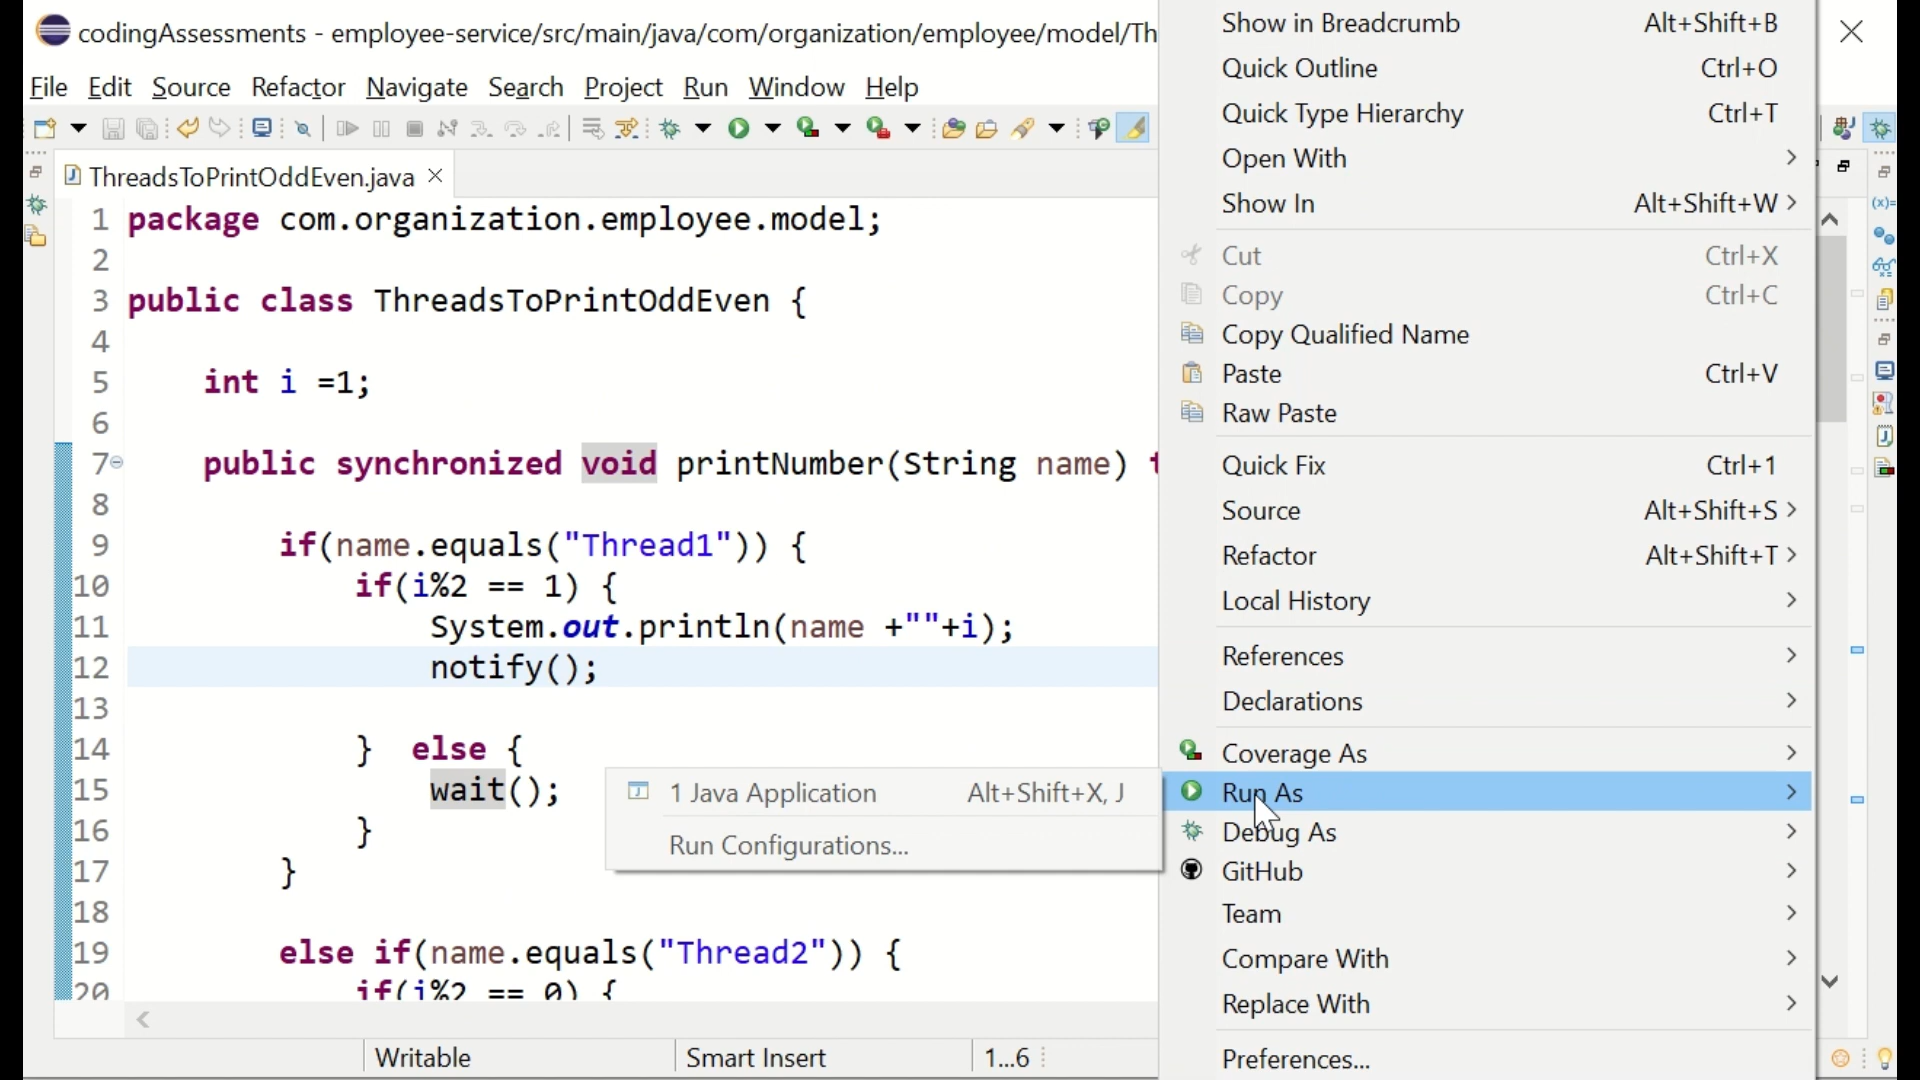 codingAssessments - employee-service/src/main/java/com/organization/employee/model/Th
File Edit Source Refactor Navigate Search Project Run Window Help
ThreadsToPrintOddEven.java
1 package com.organization.employee.model;
2
3 public class ThreadsToPrintOddEven {
4
5 int i =1;
6
7 public synchronized void printNumber(String name) t
8
9 if(name.equals("Thread1")) {
10 if(i%2 == 1) {
11 System.out.println(name +""+i);
12 notify();
13
14 } else {
15 wait();
16 }
17 }
18
19 else if(name.equals("Thread2")) {
20 if(i%2 == 0) {
Writable Smart Insert 1...6
1 Java Application Alt+Shift+X, J
Run Configurations...
Show in Breadcrumb Alt+Shift+B
Quick Outline Ctrl+O
Quick Type Hierarchy Ctrl+T
Open With
Show In Alt+Shift+W
Cut Ctrl+X
Copy Ctrl+C
Copy Qualified Name
Paste Ctrl+V
Raw Paste
Quick Fix Ctrl+1
Source Alt+Shift+S
Refactor Alt+Shift+T
Local History
References
Declarations
Coverage As
Run As
Debug As
GitHub
Team
Compare With
Replace With
Preferences...